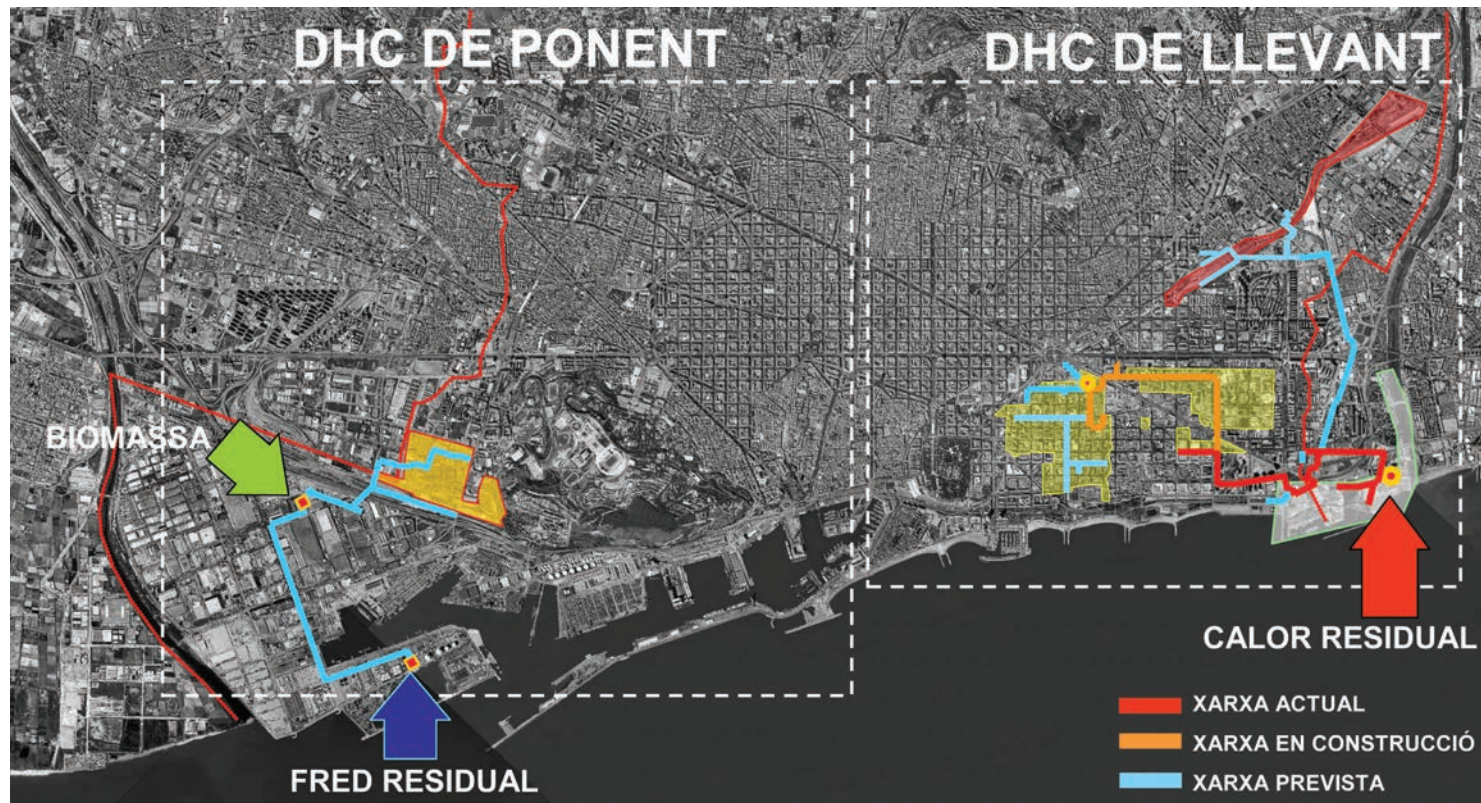 DHC DE PONENT
DHC DE LLEVANT
BIOMASSA
FRED RESIDUAL
CALOR RESIDUAL
XARXA ACTUAL
XARXA EN CONSTRUCCIÓ
XARXA PREVISTA